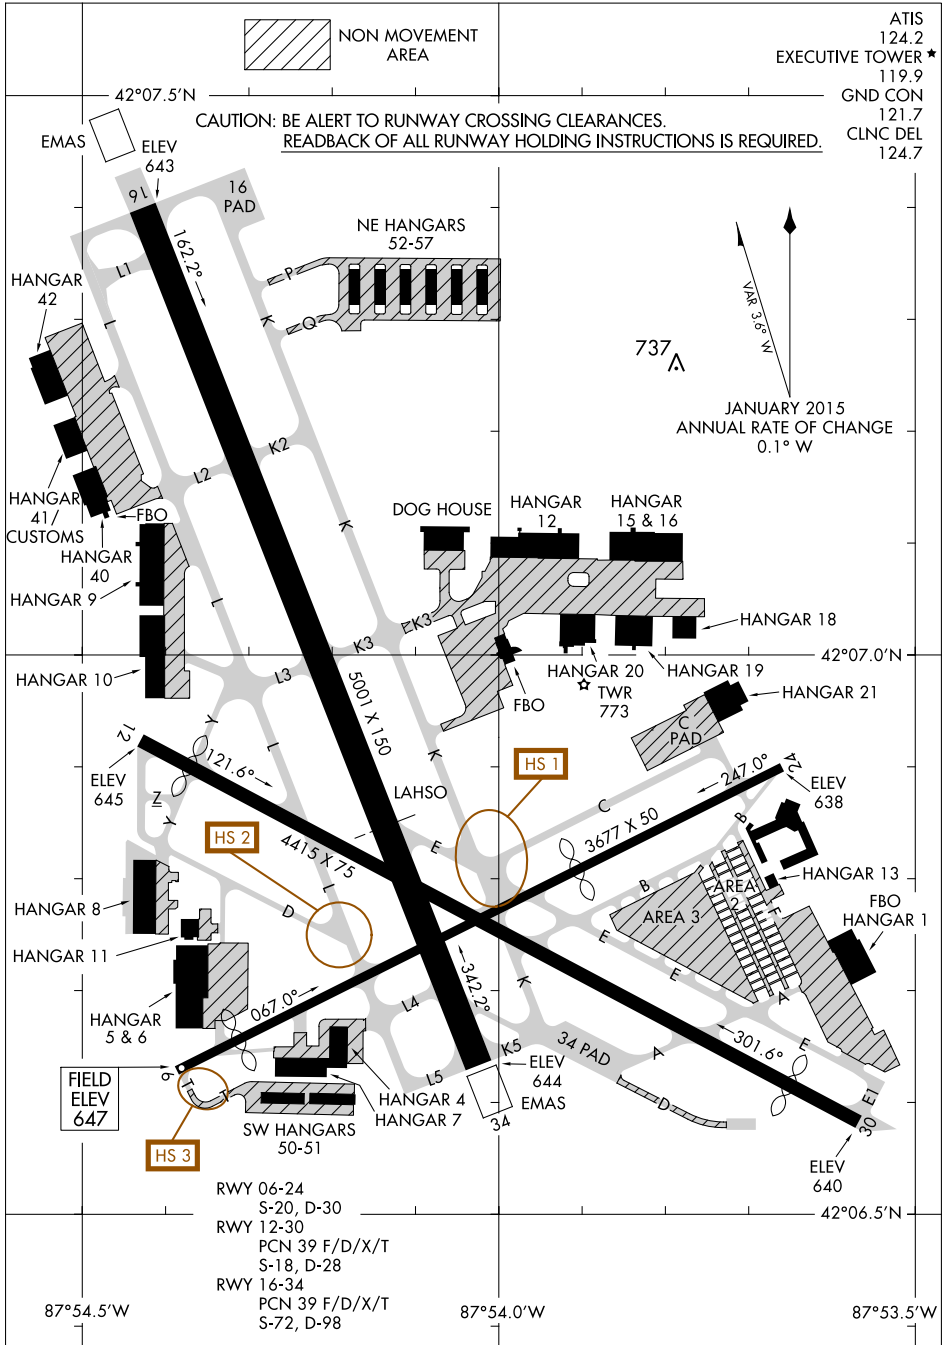 NON MOVEMENT
AREA
ATIS
124.2
EXECUTIVE TOWER★
119.9
GND CON
121.7
CLNC DEL
124.7
42°07.5'N
CAUTION: BE ALERT TO RUNWAY CROSSING CLEARANCES.
READBACK OF ALL RUNWAY HOLDING INSTRUCTIONS IS REQUIRED.
EMAS
ELEV
643
16
16
PAD
162.2°
L1
L
P
K
Q
NE HANGARS
52-57
HANGAR
42
737
VAR 3.6° W
JANUARY 2015
ANNUAL RATE OF CHANGE
0.1° W
K2
L2
K
HANGAR
41/
CUSTOMS
FBO
HANGAR
40
DOG HOUSE
HANGAR
12
HANGAR
15 & 16
HANGAR 9
L
K3
K3
HANGAR 18
HANGAR 10
L3
5001 X 150
42°07.0'N
HANGAR 20
HANGAR 19
TWR
773
FBO
HANGAR 21
C
PAD
Y
L
K
12
121.6°
ELEV
645
HS 1
247.0°
24
ELEV
638
LAHSO
C
3677 X 50
Z
Y
HS 2
4415 X 75
E
B
HANGAR 13
B
AREA
2
AREA 3
F
FBO
HANGAR 1
HANGAR 8
L
D
E
HANGAR 11
E
A
HANGAR
5 & 6
067.0°
L4
342.2°
K
34 PAD
A
301.6°
E
K5
L5
ELEV
644
EMAS
34
6
T
T
FIELD
ELEV
647
HANGAR 4
HANGAR 7
D
E1
30
SW HANGARS
50-51
HS 3
ELEV
640
RWY 06-24
S-20, D-30
RWY 12-30
PCN 39 F/D/X/T
S-18, D-28
RWY 16-34
PCN 39 F/D/X/T
S-72, D-98
42°06.5'N
87°54.5'W
87°54.0'W
87°53.5'W